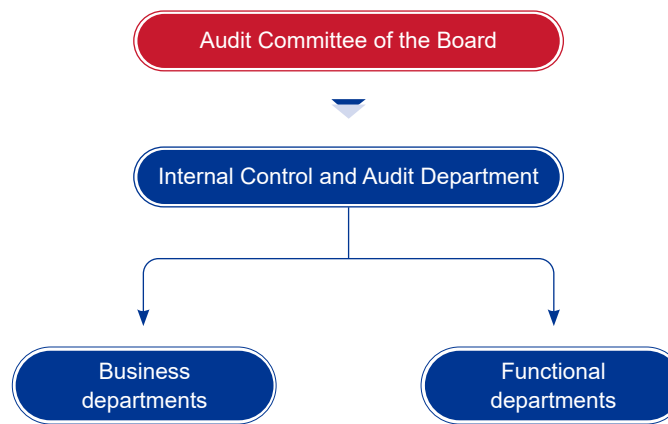 Audit Committee of the Board
Internal Control and Audit Department
Business
departments
Functional
departments